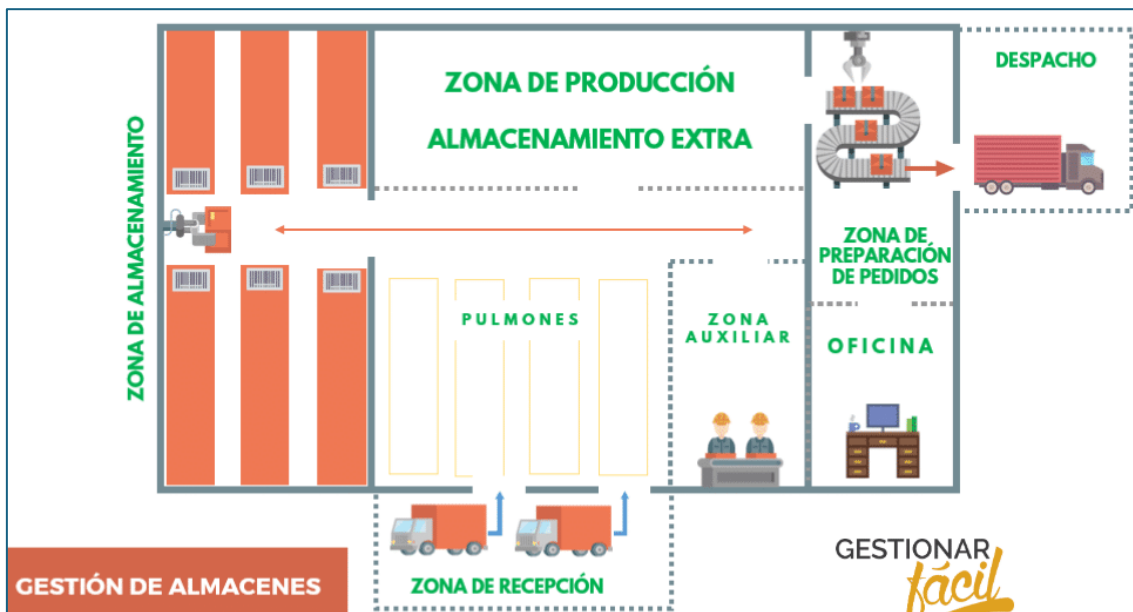 ZONA DE PRODUCCIÓN
ALMACENAMIENTO EXTRA
DESPACHO
ZONA DE ALMACENAMIENTO
ZONA DE
PREPARACIÓN
DE PEDIDOS
PULMONES
ZONA
AUXILIAR
OFICINA
ZONA DE RECEPCIÓN
GESTIÓN DE ALMACENES
GESTIONAR
fácil